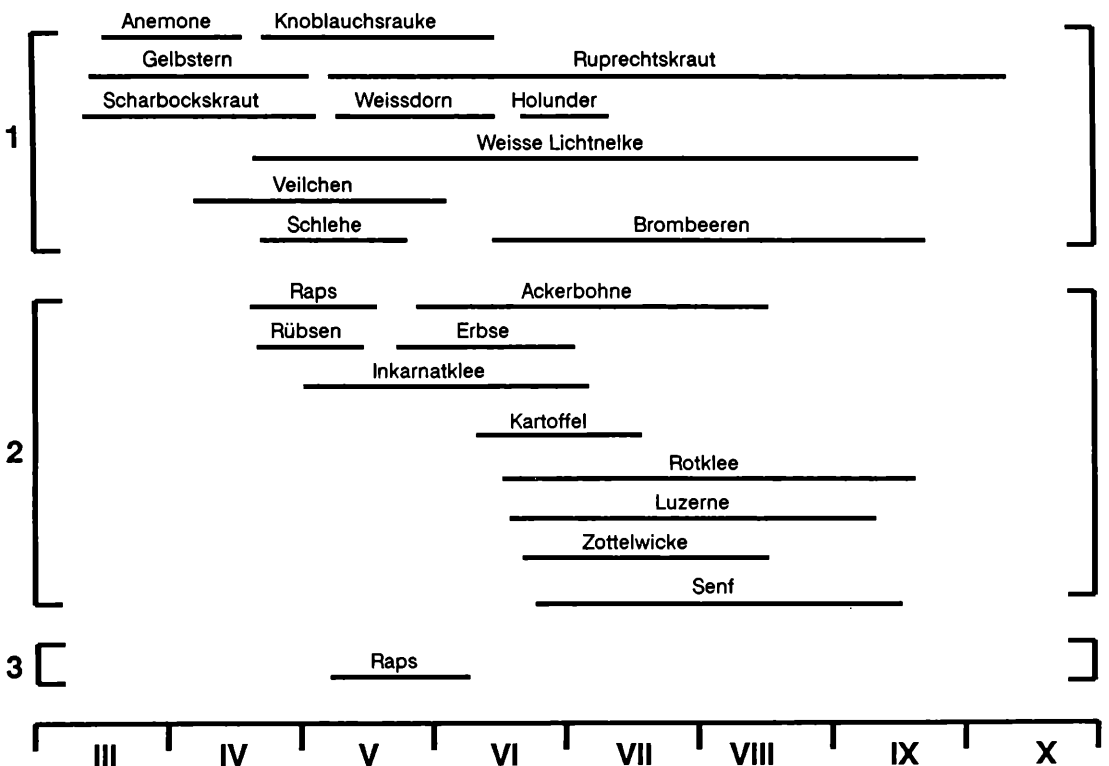 Anemone Knoblauchsrauke
Gelbstern Ruprechtskraut
Scharbockskraut Weissdorn Holunder
1
Weisse Lichtnelke
Veilchen
Schlehe Brombeeren
Raps Ackerbohne
Rübsen Erbse
Inkarnatklee
Kartoffel
2
Rotklee
Luzerne
Zottelwicke
Senf
3
Raps
III IV V VI VII VIII IX X